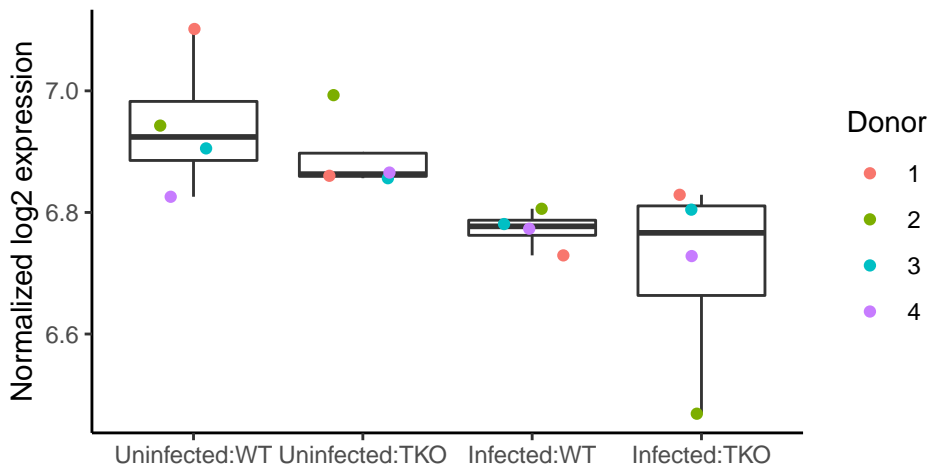 Normalized log2 expression
7.0
6.8
6.6
Uninfected:WT
Uninfected:TKO
Infected:WT
Infected:TKO
Donor
1
2
3
4